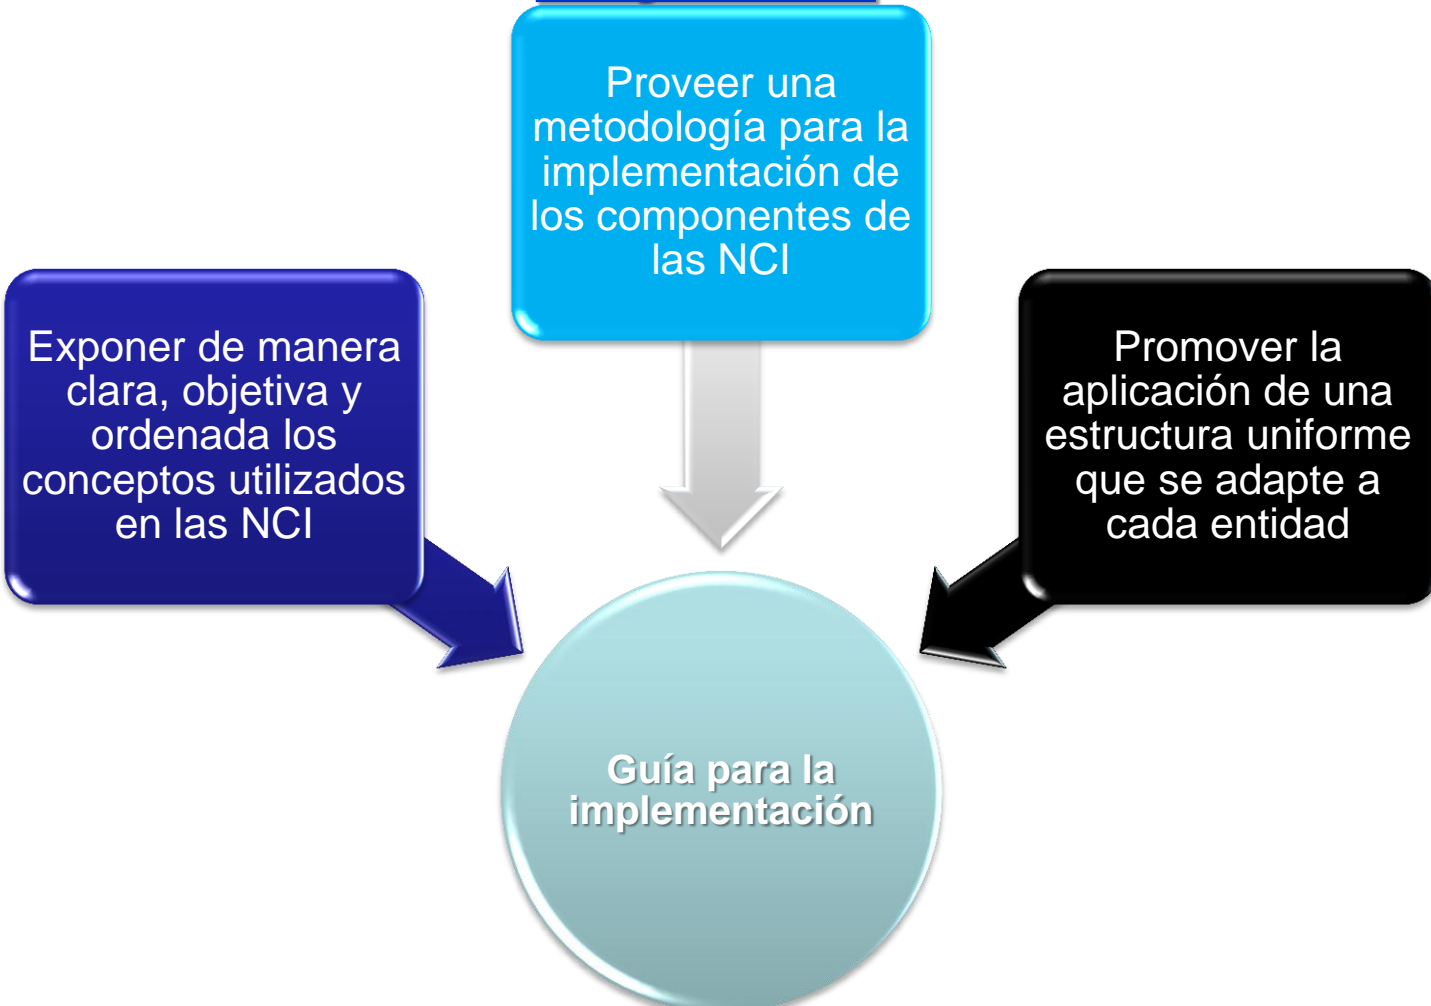 Proveer una
metodología para la
implementación de
los componentes de
las NCI
Exponer de manera
clara, objetiva y
ordenada los
conceptos utilizados
en las NCI
Promover la
aplicación de una
estructura uniforme
que se adapte a
cada entidad
Guía para la
implementación